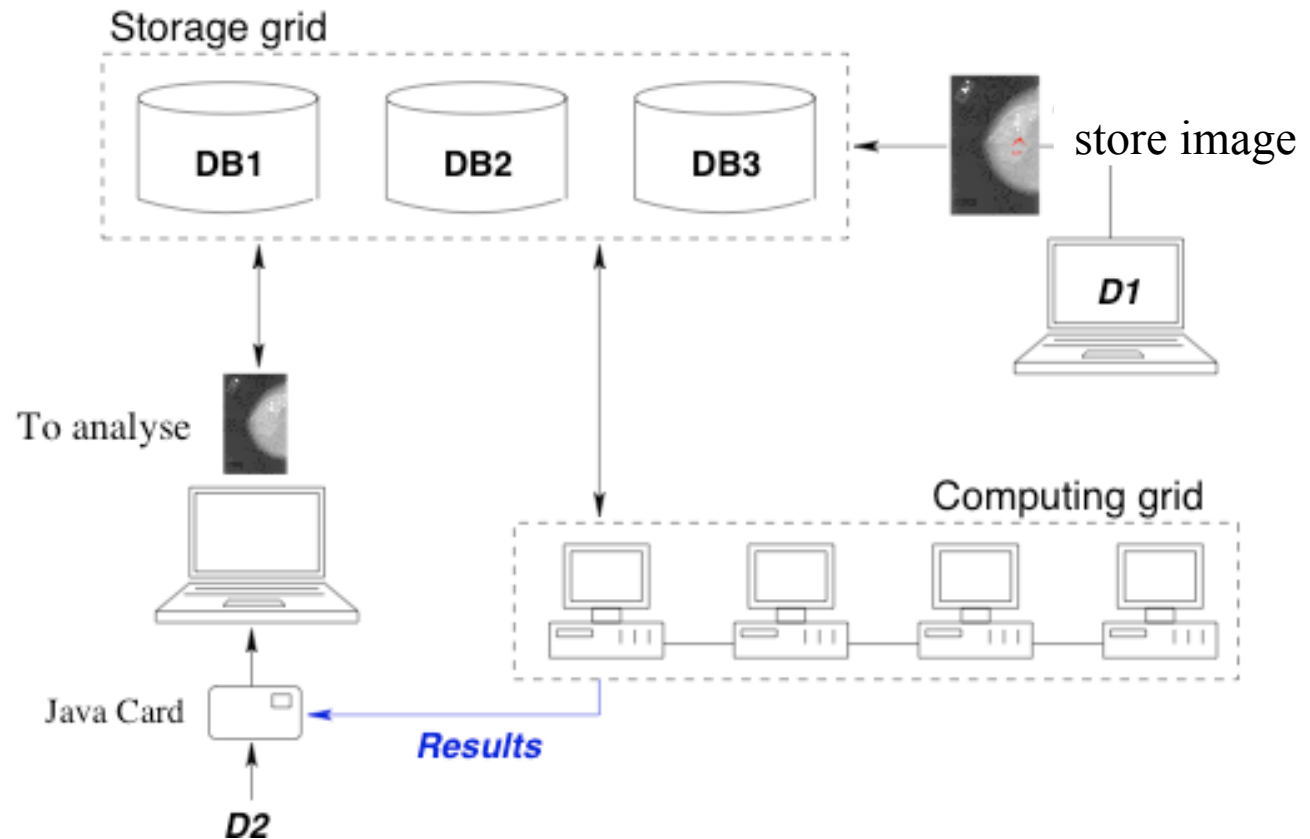 Storage grid
DB1
DB2
DB3
store image
D1
To analyse
Computing grid
Java Card
Results
D2